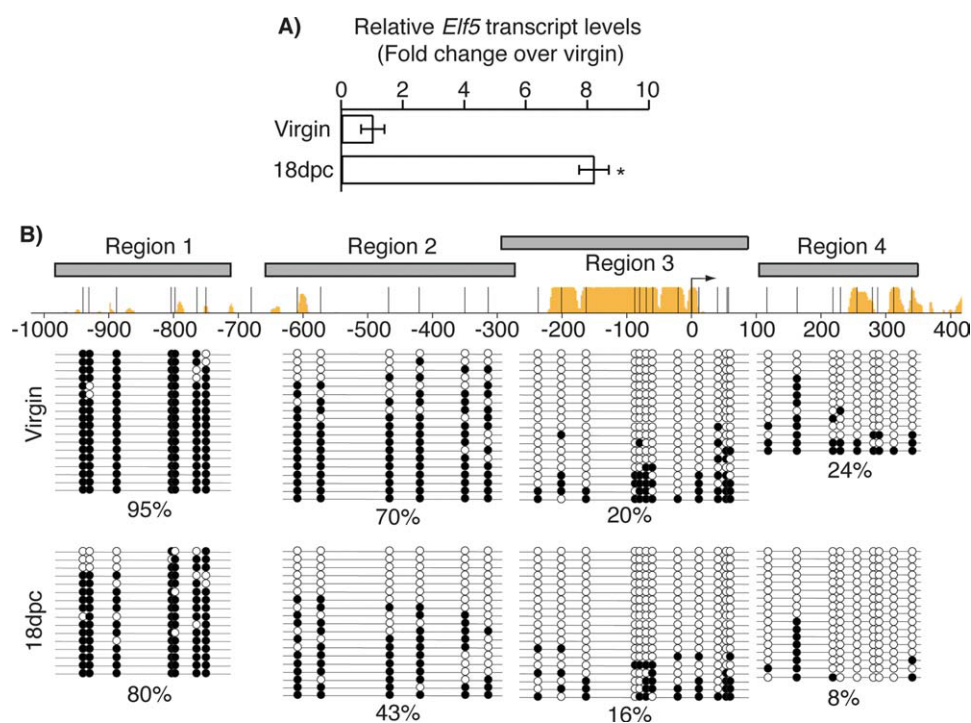 A)
Relative Elf5 transcript levels
(Fold change over virgin)
0 2 4 6 8 10
Virgin
18dpc
*
B)
Region 1
Region 2
Region 3
Region 4
-1000 -900 -800 -700 -600 -500 -400 -300 -200 -100 0 100 200 300 400
Virgin
95%
70%
20%
24%
18dpc
80%
43%
16%
8%